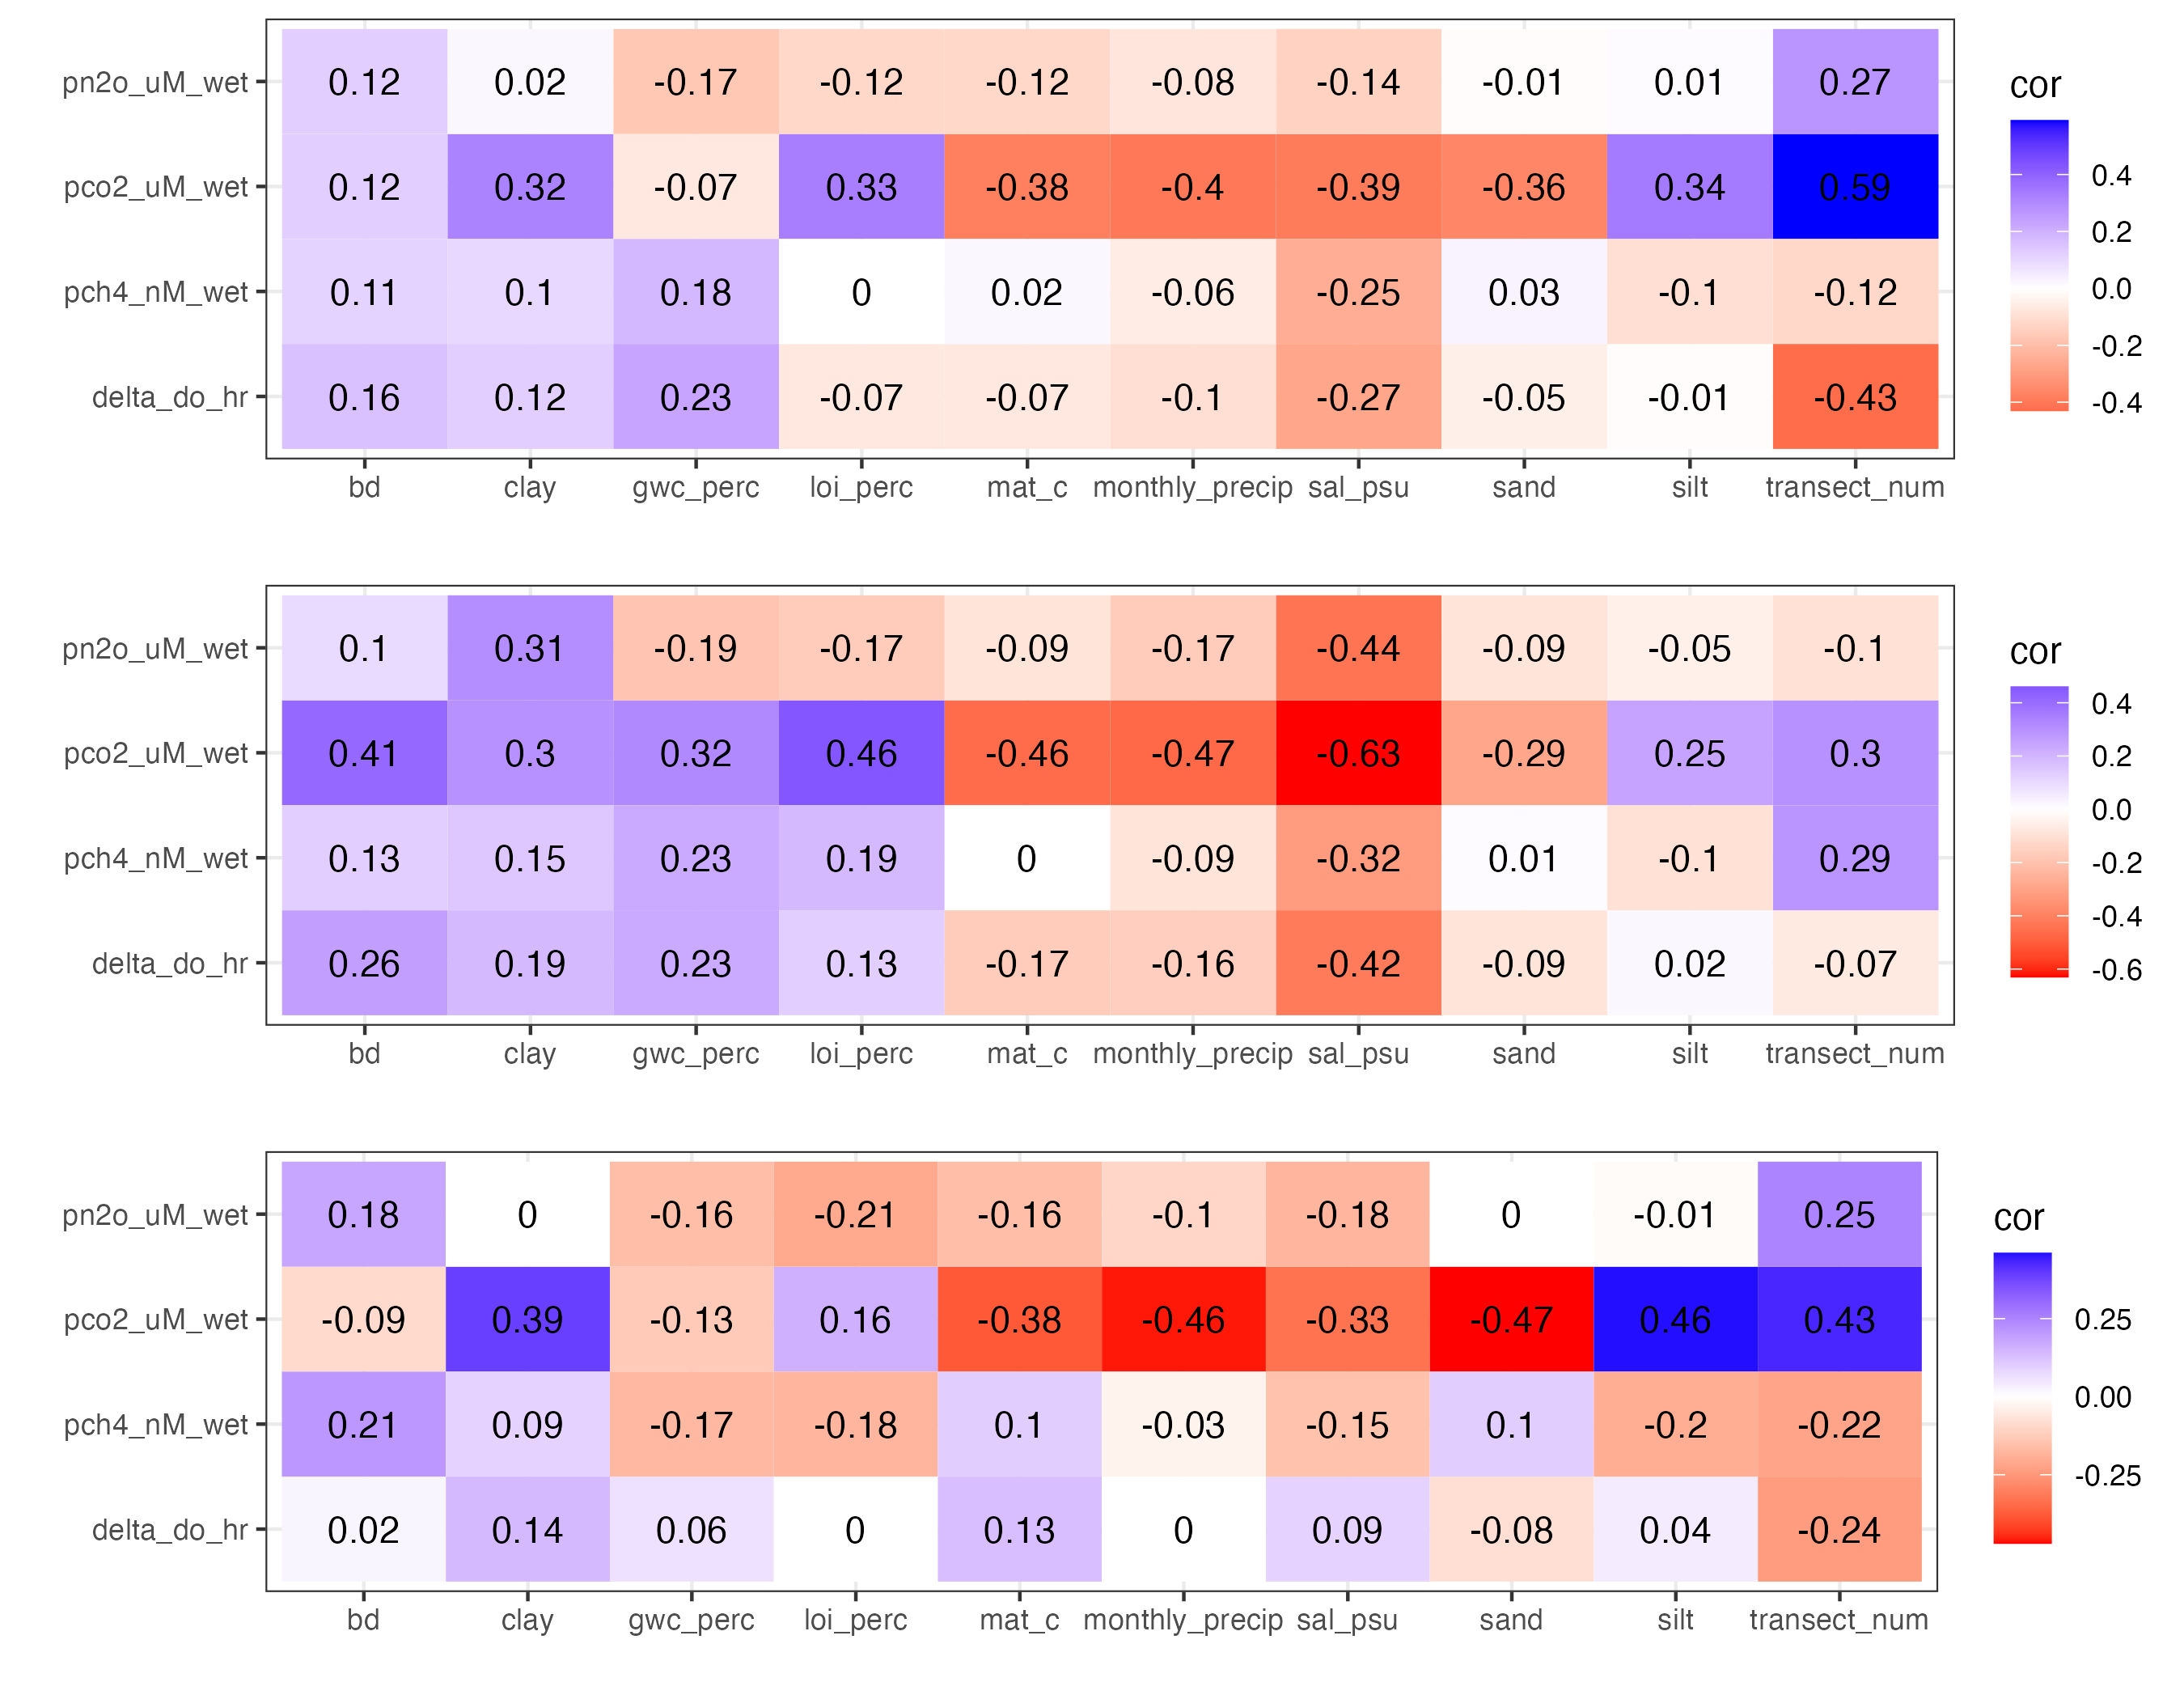 cor
pn2o_uM_wet 0.12 0.02 -0.17 -0.12 -0.12 -0.08 -0.14 -0.01 0.01 0.27
pco2_uM_wet 0.12 0.32 -0.07 0.33 -0.38 -0.4 -0.39 -0.36 0.34 0.59
pch4_nM_wet 0.11 0.1 0.18 0 0.02 -0.06 -0.25 0.03 -0.1 -0.12
delta_do_hr 0.16 0.12 0.23 -0.07 -0.07 -0.1 -0.27 -0.05 -0.01 -0.43
bd clay gwc_perc loi_perc mat_c monthly_precip sal_psu sand silt transect_num
0.4
0.2
0.0
-0.2
-0.4
cor
pn2o_uM_wet 0.1 0.31 -0.19 -0.17 -0.09 -0.17 -0.44 -0.09 -0.05 -0.1
pco2_uM_wet 0.41 0.3 0.32 0.46 -0.46 -0.47 -0.63 -0.29 0.25 0.3
pch4_nM_wet 0.13 0.15 0.23 0.19 0 -0.09 -0.32 0.01 -0.1 0.29
delta_do_hr 0.26 0.19 0.23 0.13 -0.17 -0.16 -0.42 -0.09 0.02 -0.07
bd clay gwc_perc loi_perc mat_c monthly_precip sal_psu sand silt transect_num
0.4
0.2
0.0
-0.2
-0.4
-0.6
cor
pn2o_uM_wet 0.18 0 -0.16 -0.21 -0.16 -0.1 -0.18 0 -0.01 0.25
pco2_uM_wet -0.09 0.39 -0.13 0.16 -0.38 -0.46 -0.33 -0.47 0.46 0.43
pch4_nM_wet 0.21 0.09 -0.17 -0.18 0.1 -0.03 -0.15 0.1 -0.2 -0.22
delta_do_hr 0.02 0.14 0.06 0 0.13 0 0.09 -0.08 0.04 -0.24
bd clay gwc_perc loi_perc mat_c monthly_precip sal_psu sand silt transect_num
0.25
0.00
-0.25